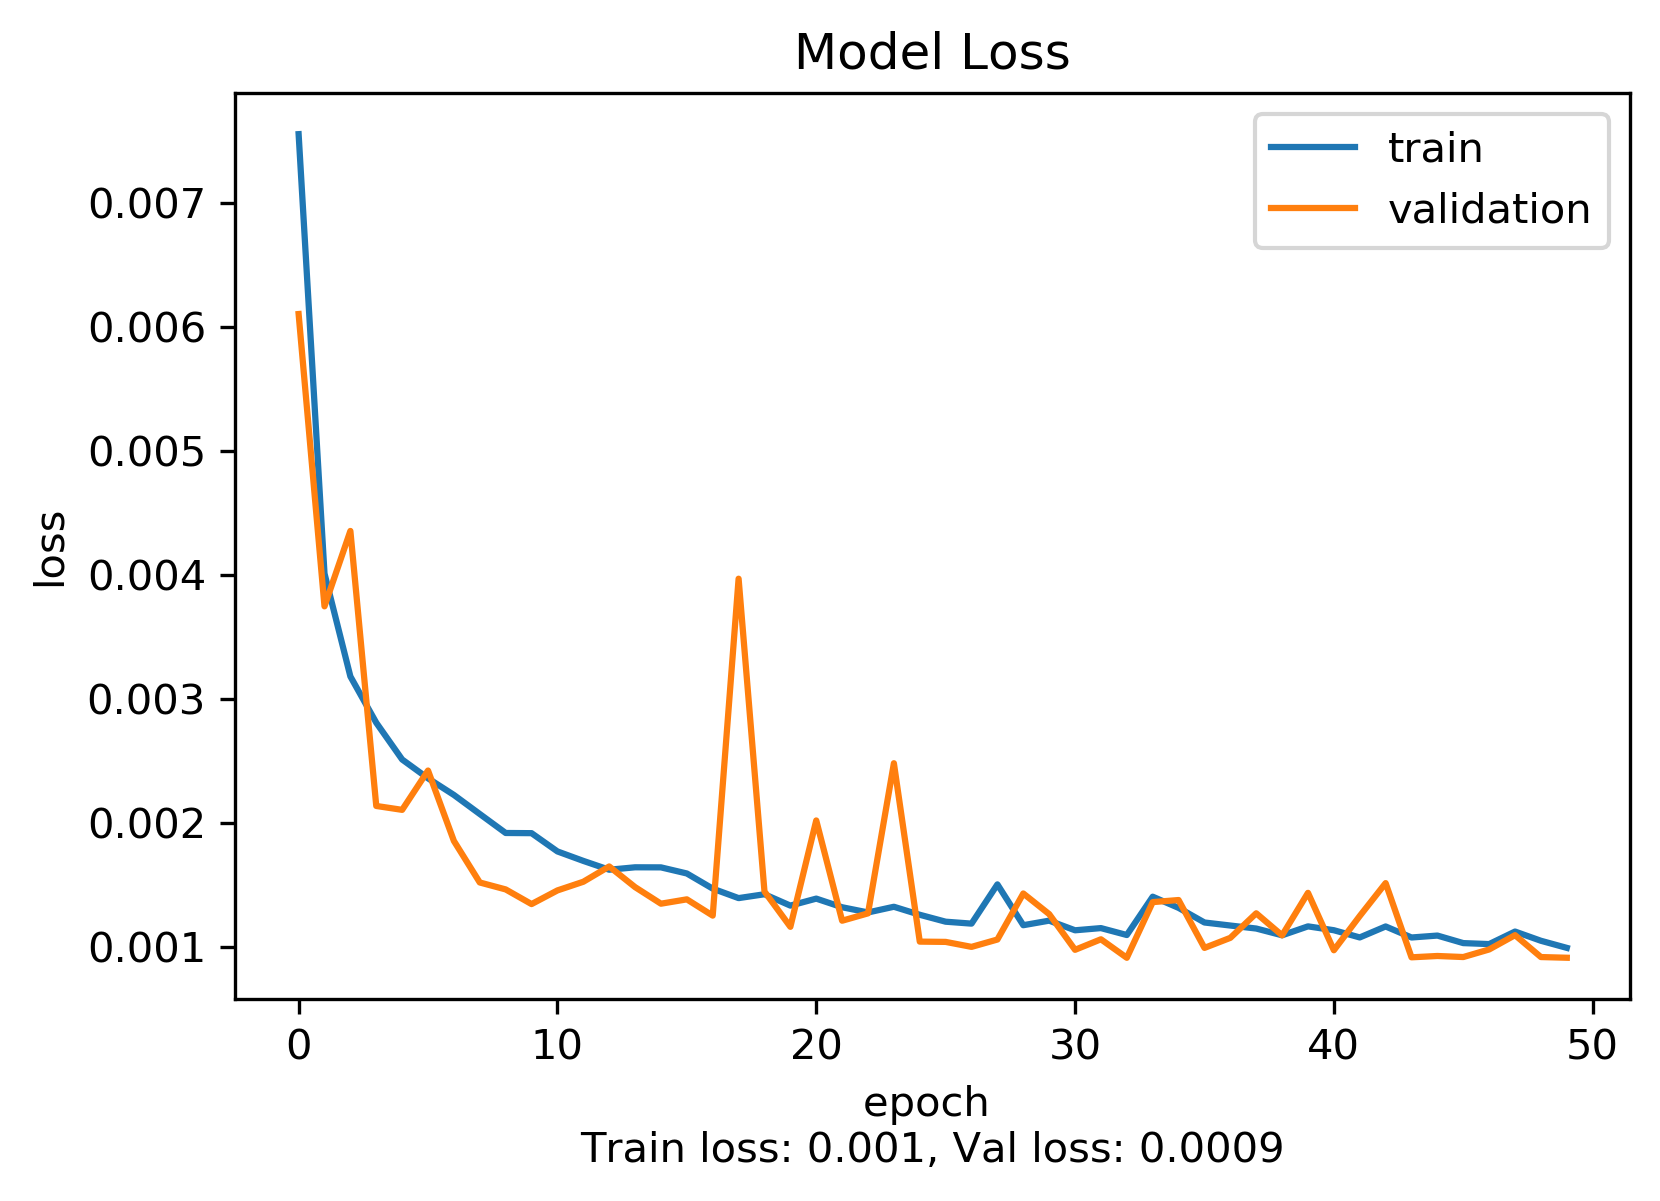 Model Loss
train
validation
loss
0.007
0.006
0.005
0.004
0.003
0.002
0.001
0 10 20 30 40 50
epoch
Train loss: 0.001, Val loss: 0.0009